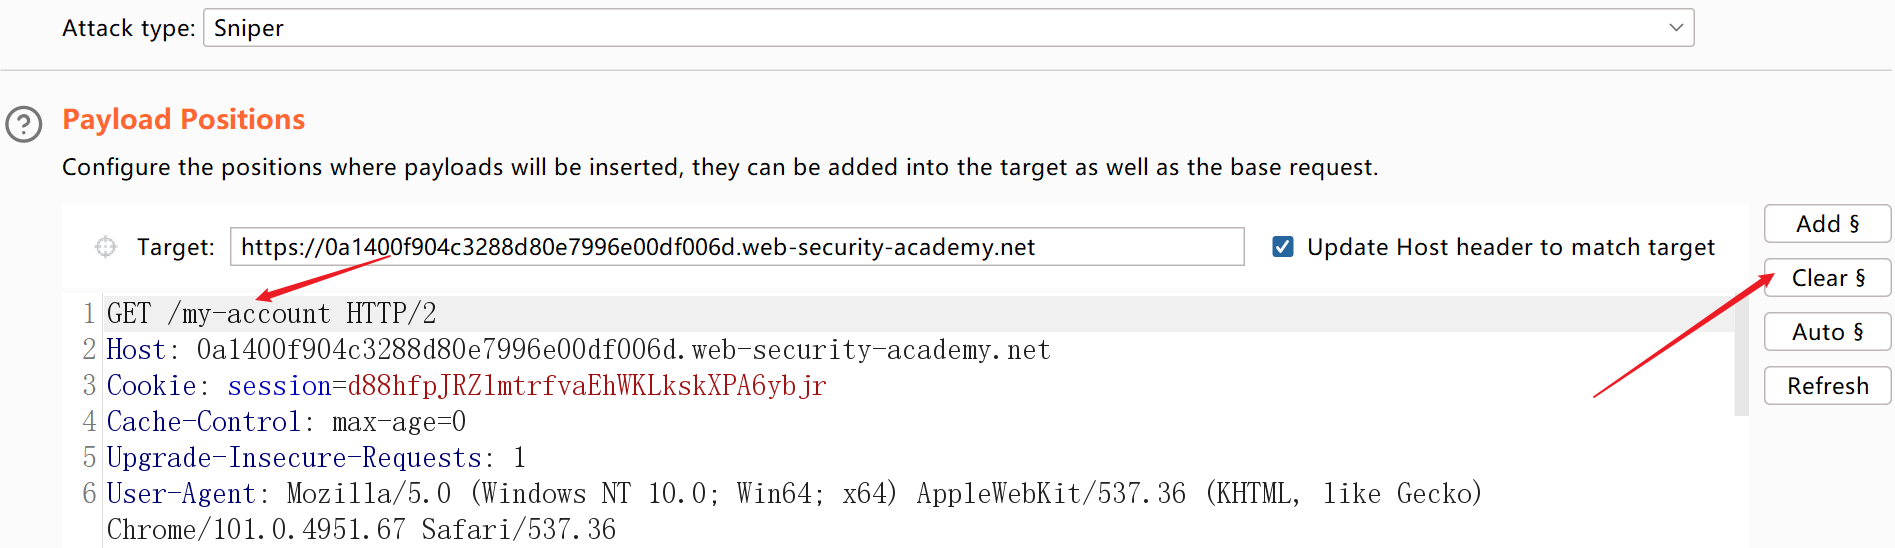 Attack type: Sniper
Payload Positions
Configure the positions where payloads will be inserted, they can be added into the target as well as the base request.
Target: https://0a1400f904c3288d80e7996e00df006d.web-security-academy.net Update Host header to match target
Add §
Clear §
Auto §
Refresh
1 GET /my-account HTTP/2
2 Host: 0a1400f904c3288d80e7996e00df006d.web-security-academy.net
3 Cookie: session=d88hfpJRZlmtrfvaEhWKLkskXPA6ybjr
4 Cache-Control: max-age=0
5 Upgrade-Insecure-Requests: 1
6 User-Agent: Mozilla/5.0 (Windows NT 10.0; Win64; x64) AppleWebKit/537.36 (KHTML, like Gecko)
Chrome/101.0.4951.67 Safari/537.36